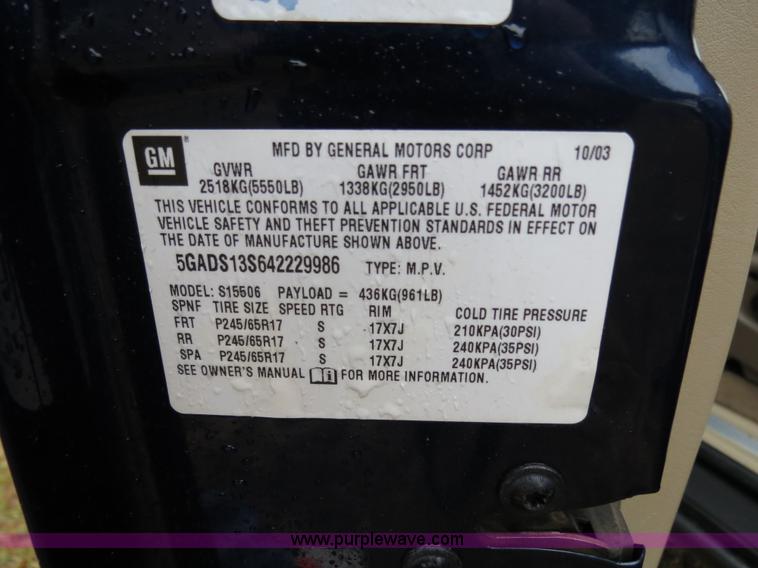 GM
MFD BY GENERAL MOTORS CORP 10/03
GVWR GAWR FRT GAWR RR
2518KG(5550LB) 1338KG(2950LB) 1452KG(3200LB)
THIS VEHICLE CONFORMS TO ALL APPLICABLE U.S. FEDERAL MOTOR
VEHICLE SAFETY AND THEFT PREVENTION STANDARDS IN EFFECT ON
THE DATE OF MANUFACTURE SHOWN ABOVE.
5GADS13S642229986 TYPE: M.P.V.
MODEL: S15506 PAYLOAD = 436KG(961LB)
SPNF TIRE SIZE SPEED RTG RIM COLD TIRE PRESSURE
FRT P245/65R17 S 17X7J 210KPA(30PSI)
RR P245/65R17 S 17X7J 240KPA(35PSI)
SPA P245/65R17 S 17X7J 240KPA(35PSI)
SEE OWNER'S MANUAL FOR MORE INFORMATION.
www.purplewave.com